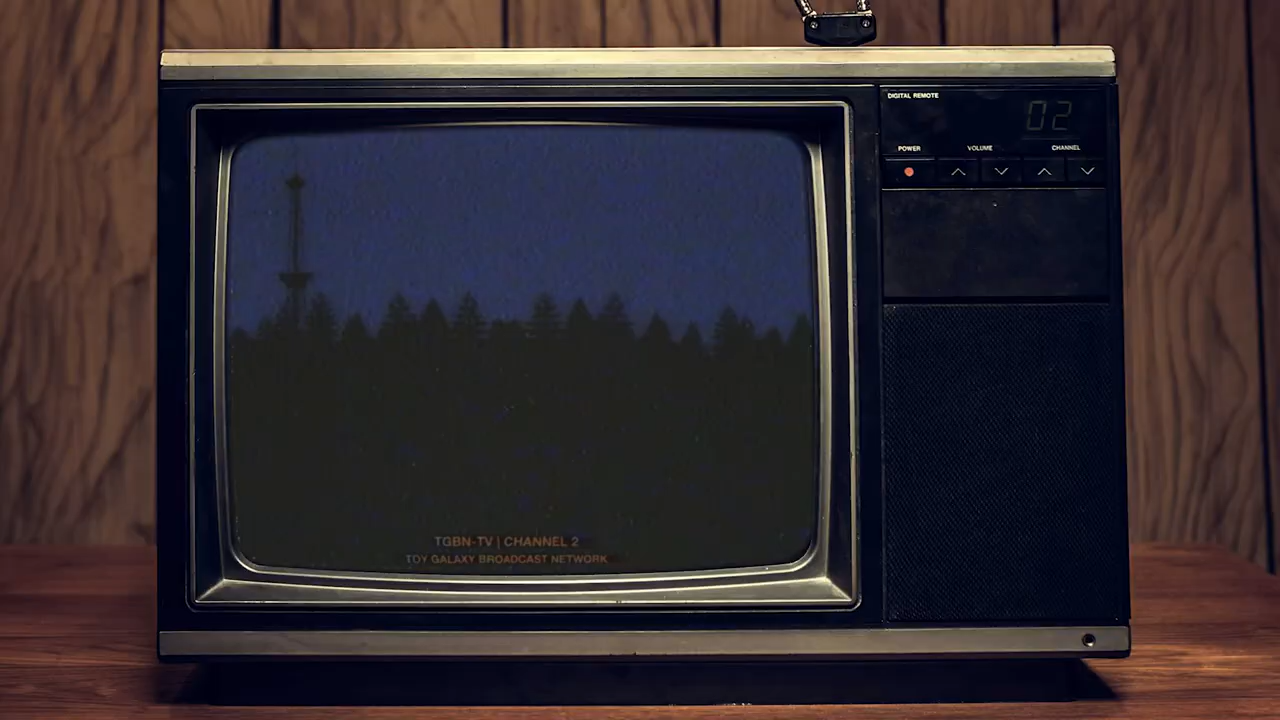 DIGITAL REMOTE
02
POWER VOLUME CHANNEL
TGBN-TV | CHANNEL 2
TOY GALAXY BROADCAST NETWORK